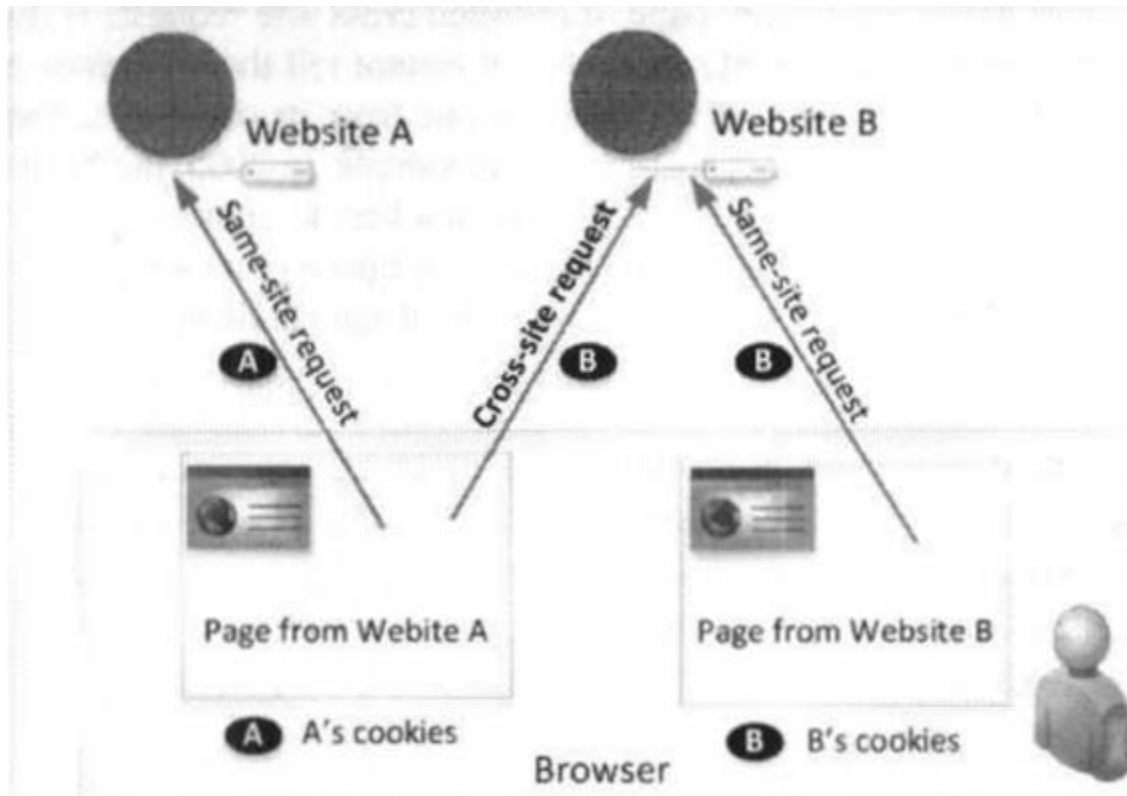 Website A
Website B
Same-site request
Cross-site request
Same-site request
A
B
B
Page from Webite A
Page from Website B
A A's cookies
B B's cookies
Browser